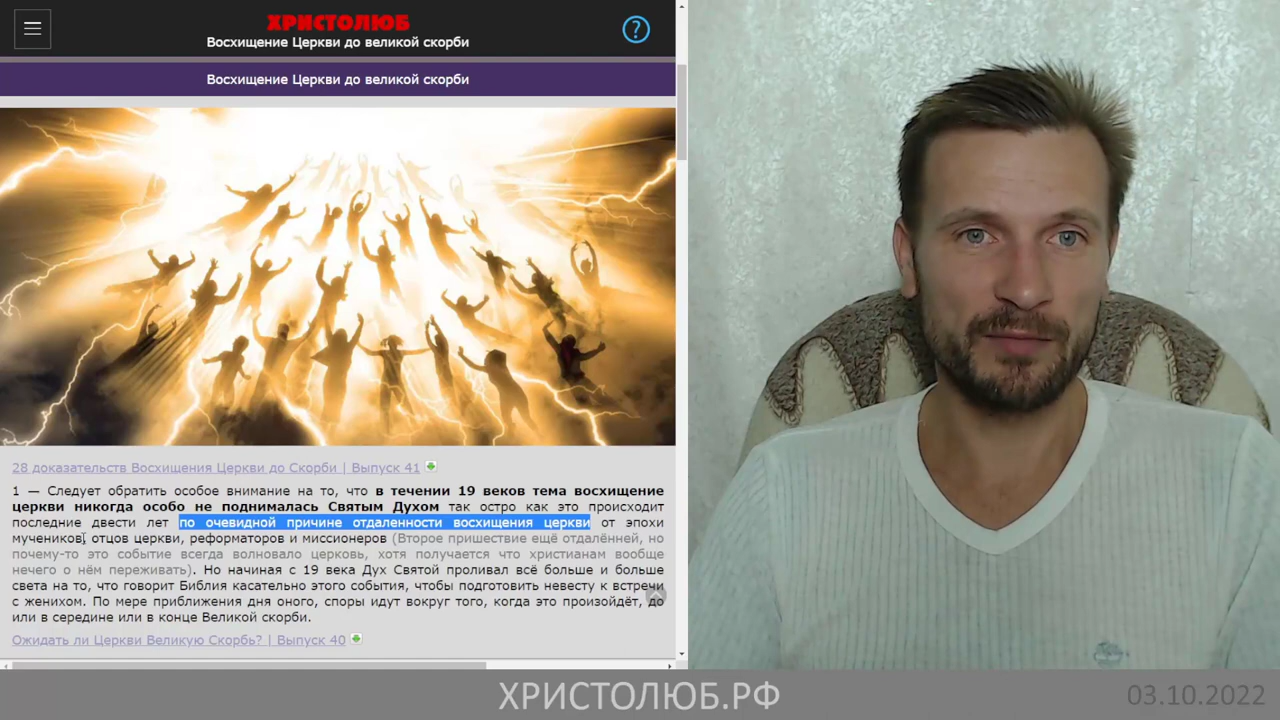 ХРИСТОЛЮБ
Восхищение Церкви до великой скорби
?
Восхищение Церкви до великой скорби
28 доказательств Восхищения Церкви до Скорби | Выпуск 41
1 — Следует обратить особое внимание на то, что в течении 19 веков тема восхищение
церкви никогда особо не поднималась Святым Духом так остро как это происходит
последние двести лет по очевидной причине отдаленности восхищения церкви от эпохи
мучеников, отцов церкви, реформаторов и миссионеров (Второе пришествие ещё отдалённей, но
почему-то это событие всегда волновало церковь, хотя получается что христианам вообще
нечего о нём переживать). Но начиная с 19 века Дух Святой проливал всё больше и больше
света на то, что говорит Библия касательно этого события, чтобы подготовить невесту к встречи
с женихом. По мере приближения дня оного, споры идут вокруг того, когда это произойдёт, до
или в середине или в конце Великой скорби.
Ожидать ли Церкви Великую Скорбь? | Выпуск 40
ХРИСТОЛЮБ.РФ
03.10.2022